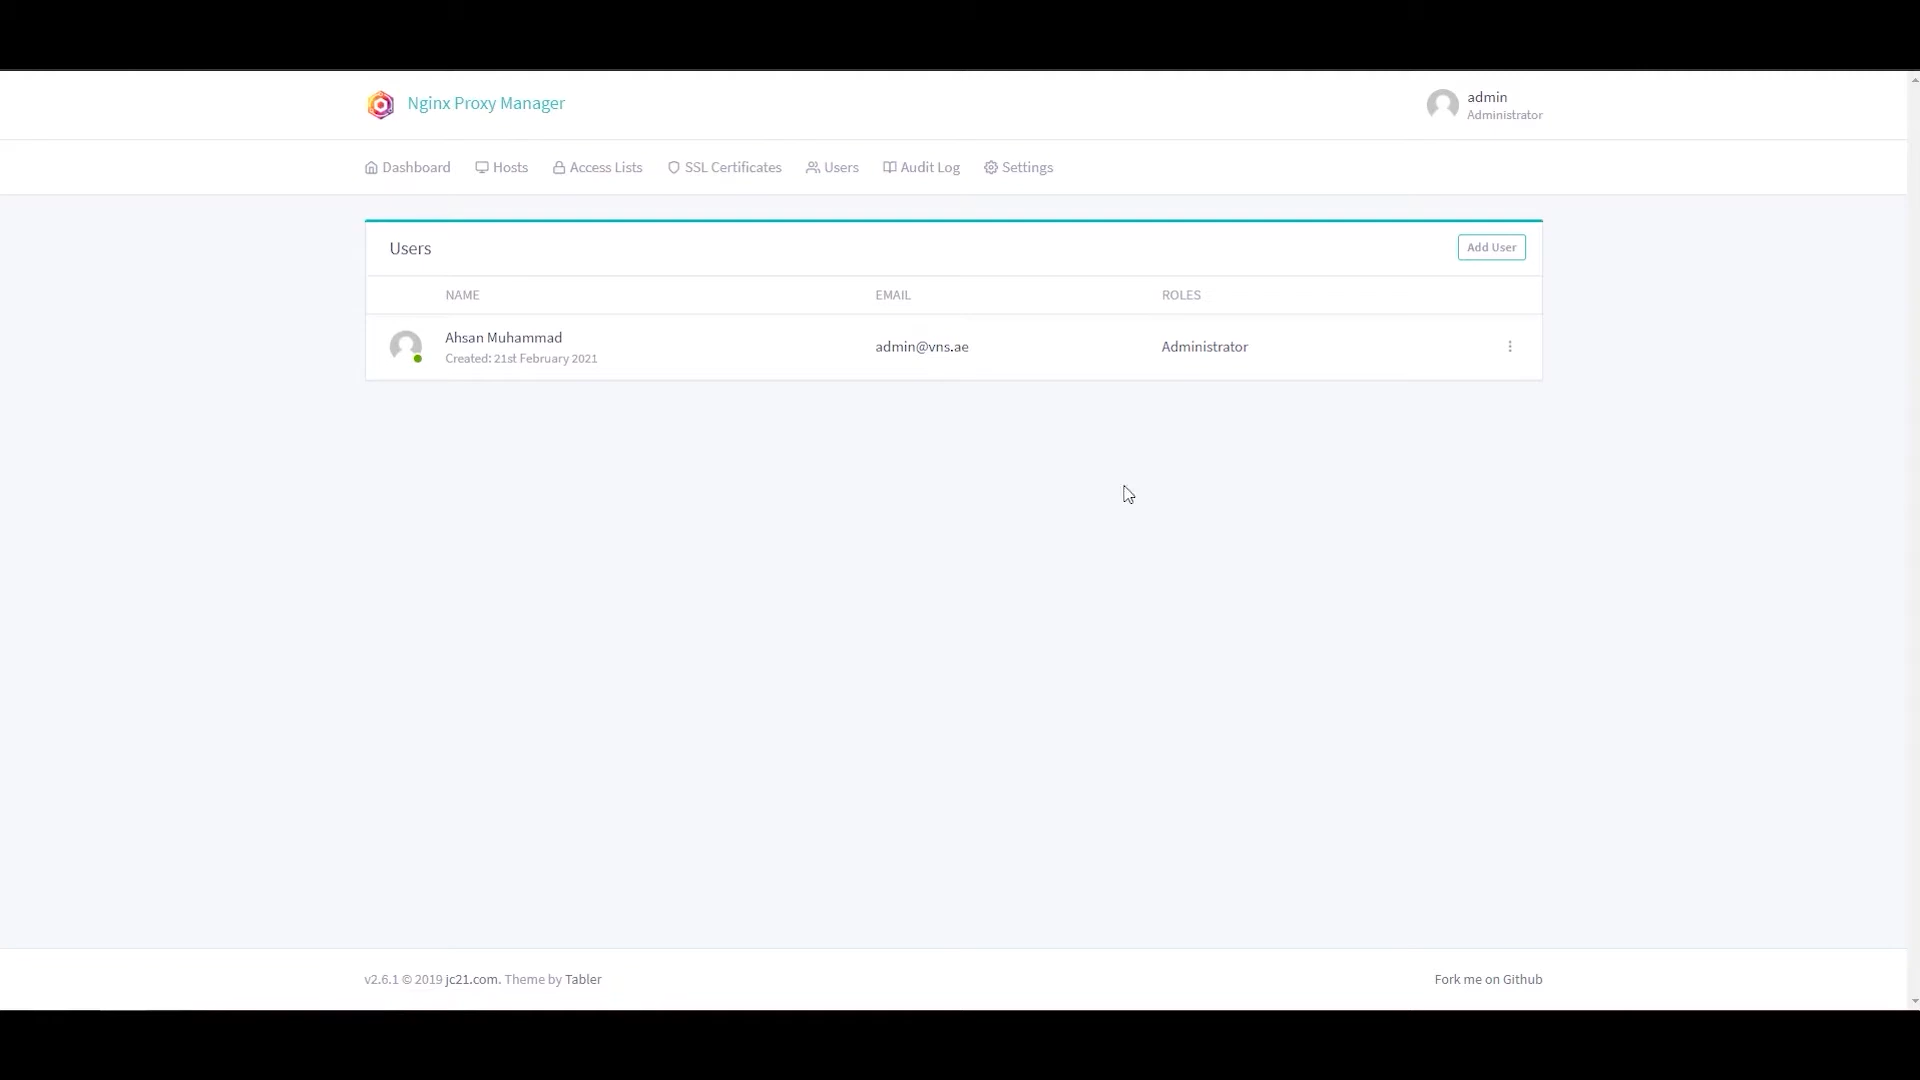 Nginx Proxy Manager
admin
Administrator
Dashboard Hosts Access Lists SSL Certificates Users Audit Log Settings
Users
Add User
NAME EMAIL ROLES
Ahsan Muhammad
Created: 21st February 2021
admin@vns.ae
Administrator
v2.6.1 © 2019 jc21.com. Theme by Tabler
Fork me on Github